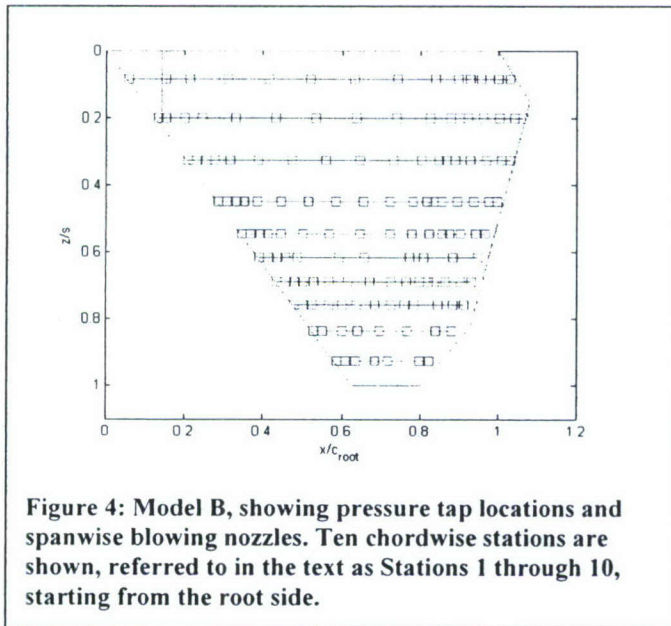 0
0.2
0.4
0.6
0.8
1
z/s
0 0.2 0.4 0.6 0.8 1 1.2
x/c_root
Figure 4: Model B, showing pressure tap locations and
spanwise blowing nozzles. Ten chordwise stations are
shown, referred to in the text as Stations 1 through 10,
starting from the root side.